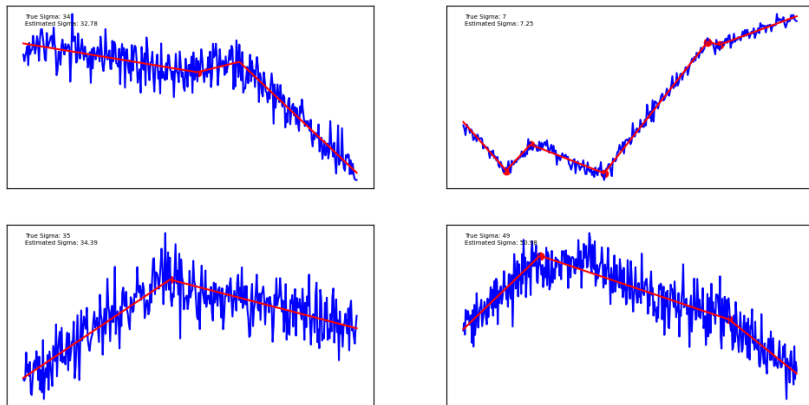 True Sigma: 34
Estimated Sigma: 32.78
True Sigma: 7
Estimated Sigma: 7.25
True Sigma: 35
Estimated Sigma: 34.39
True Sigma: 49
Estimated Sigma: